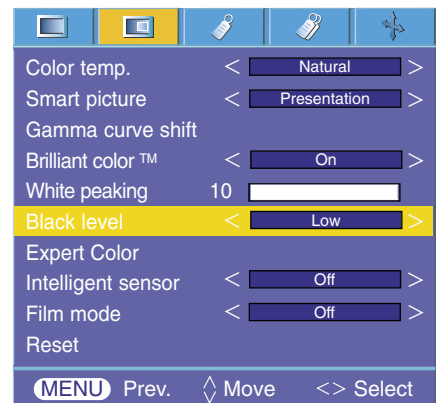 Color temp. < Natural >
Smart picture < Presentation >
Gamma curve shift
Brilliant color ™ < On >
White peaking 10
Black level < Low >
Expert Color
Intelligent sensor < Off >
Film mode < Off >
Reset
MENU Prev. Move <> Select